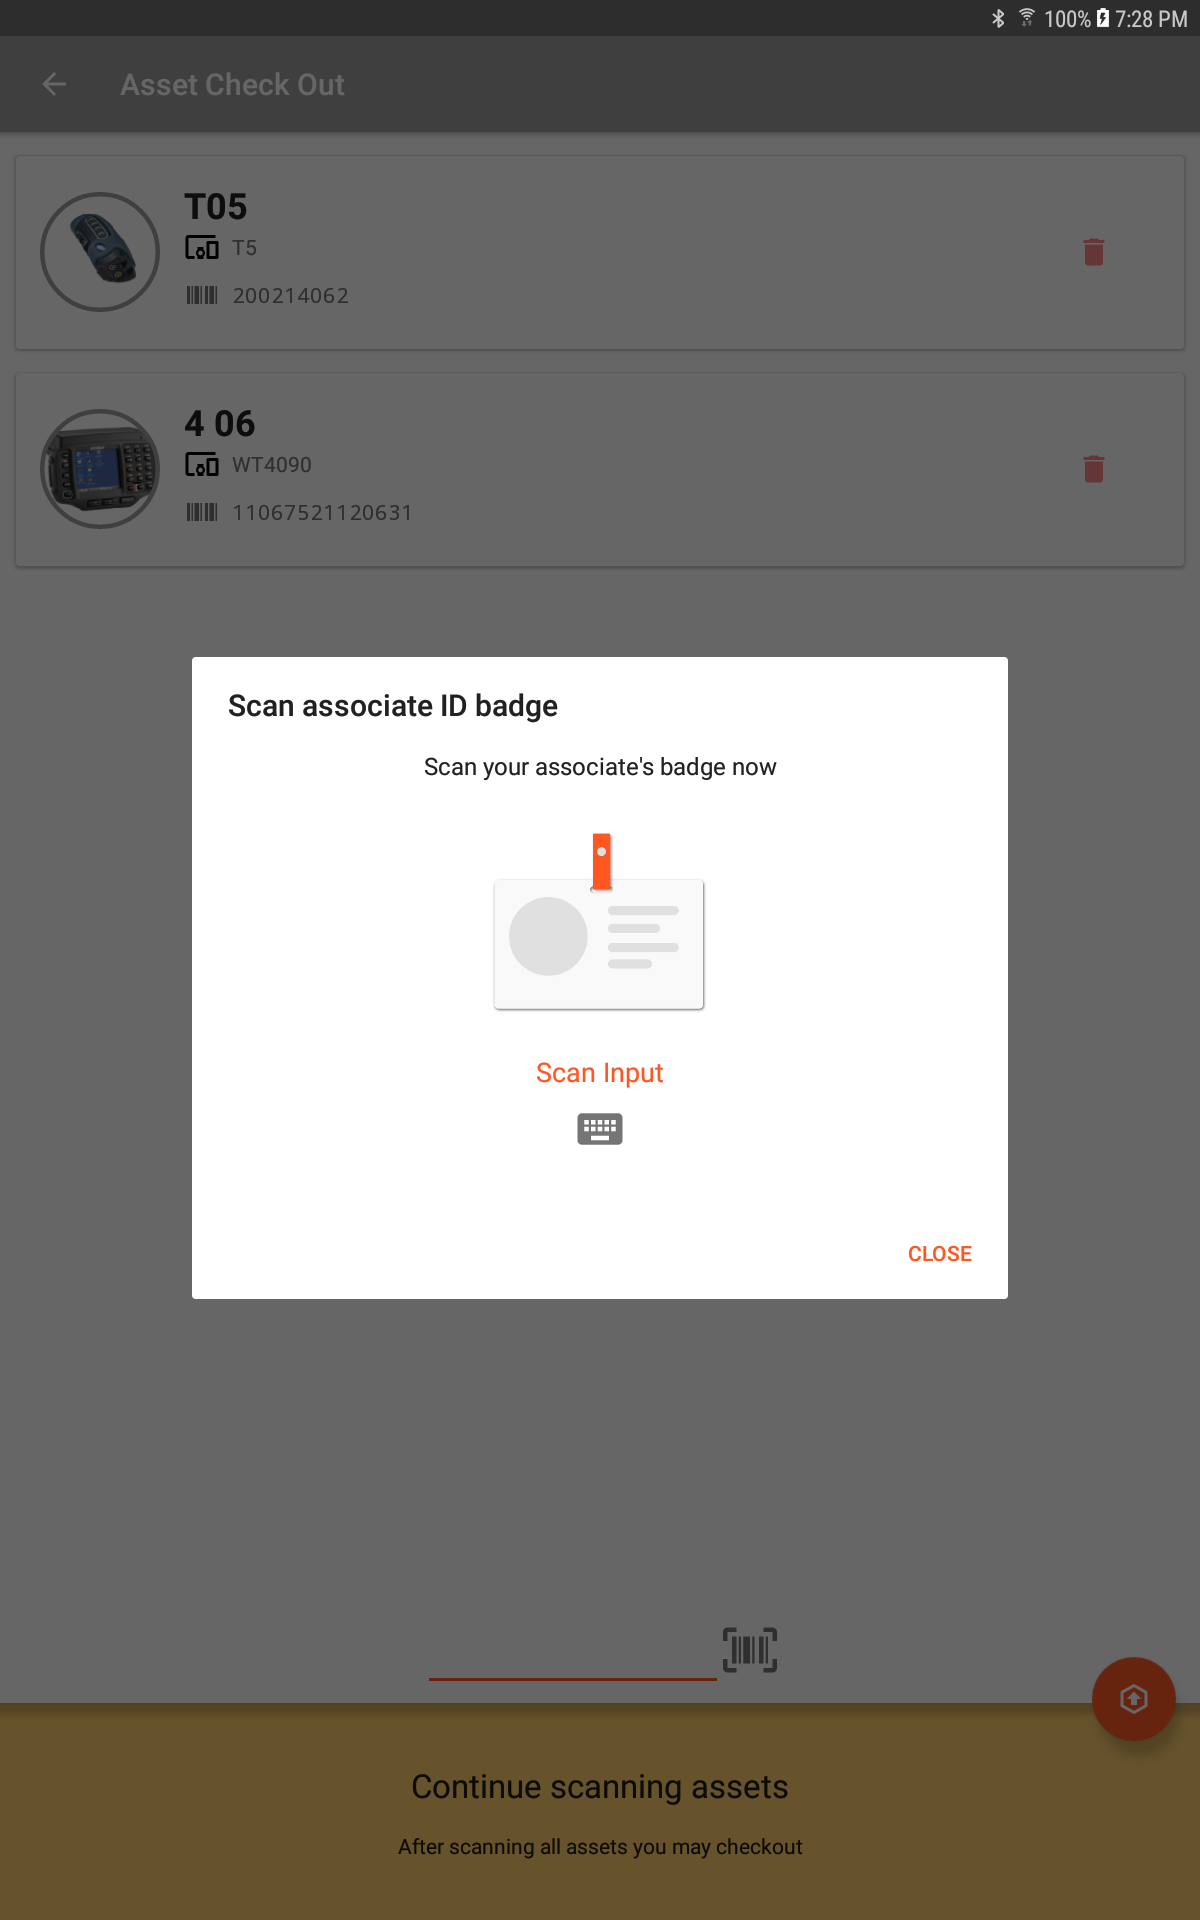 100% 7:28 PM
Asset Check Out
T05
T5
200214062
4 06
WT4090
11067521120631
Scan associate ID badge
Scan your associate's badge now
Scan Input
CLOSE
Continue scanning assets
After scanning all assets you may checkout